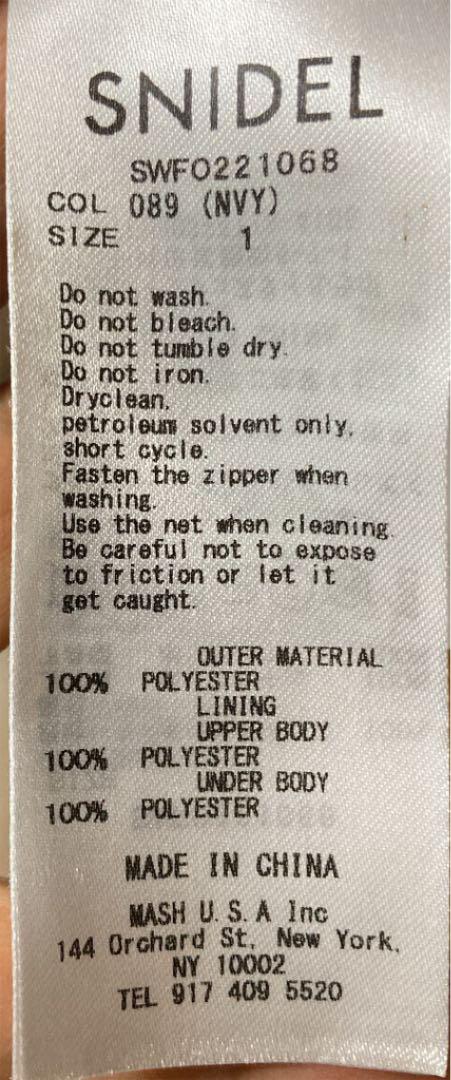 SNIDEL
SWFO221068
COL 089 (NVY)
SIZE 1
Do not wash.
Do not bleach.
Do not tumble dry.
Do not iron.
Dryclean,
petroleum solvent only,
short cycle.
Fasten the zipper when
washing.
Use the net when cleaning.
Be careful not to expose
to friction or let it
get caught.
OUTER MATERIAL
100% POLYESTER
LINING
UPPER BODY
100% POLYESTER
UNDER BODY
100% POLYESTER
MADE IN CHINA
MASH U.S.A Inc
144 Orchard St, New York,
NY 10002
TEL 917 409 5520